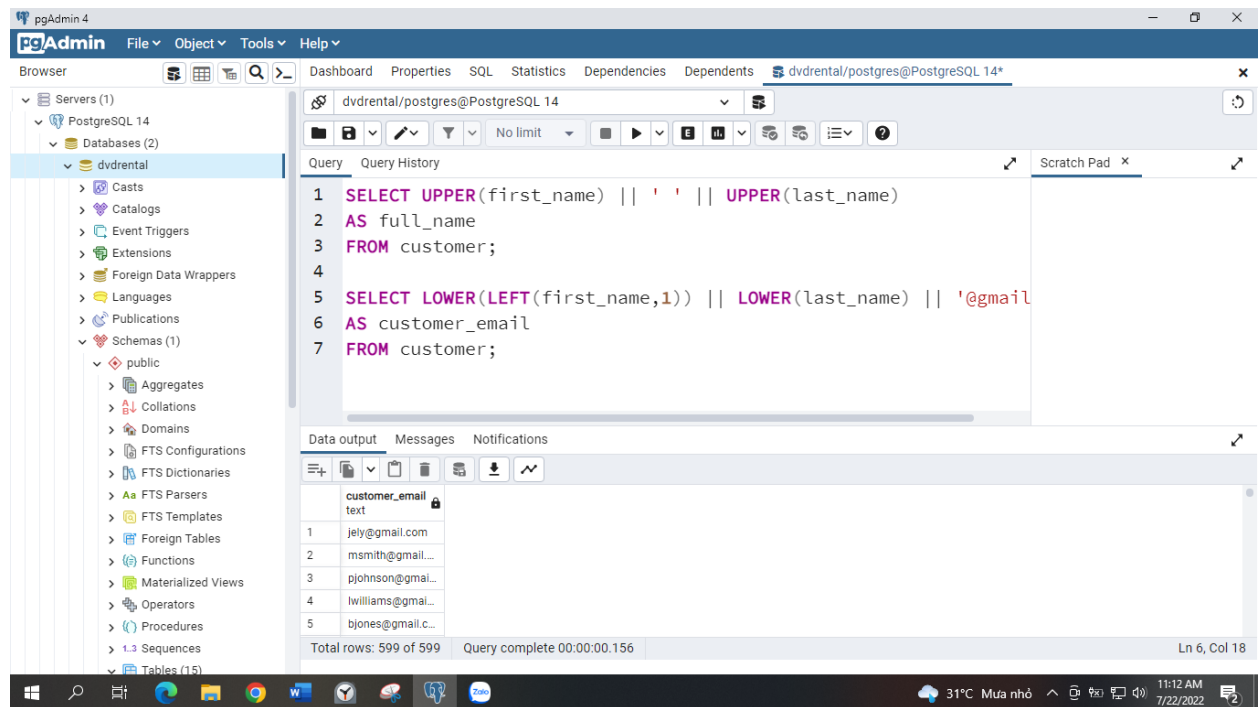 pgAdmin 4
pgAdmin File Object Tools Help
Browser
Dashboard Properties SQL Statistics Dependencies Dependents dvdrental/postgres@PostgreSQL 14*
Servers (1)
PostgreSQL 14
Databases (2)
dvdrental
Casts
Catalogs
Event Triggers
Extensions
Foreign Data Wrappers
Languages
Publications
Schemas (1)
public
Aggregates
Collations
Domains
FTS Configurations
FTS Dictionaries
Aa FTS Parsers
FTS Templates
Foreign Tables
Functions
Materialized Views
Operators
Procedures
1..3 Sequences
Tables (15)
dvdrental/postgres@PostgreSQL 14
No limit
Query Query History
Scratch Pad
1 SELECT UPPER(first_name) || ' ' || UPPER(last_name)
2 AS full_name
3 FROM customer;
4
5 SELECT LOWER(LEFT(first_name,1)) || LOWER(last_name) || '@gmail
6 AS customer_email
7 FROM customer;
Data output Messages Notifications
customer_email
text
1 jely@gmail.com
2 msmith@gmail....
3 pjohnson@gmai...
4 lwilliams@gmai...
5 bjones@gmail.c...
Total rows: 599 of 599 Query complete 00:00:00.156 Ln 6, Col 18
Zalo
31°C Mưa nhỏ
11:12 AM
7/22/2022
2